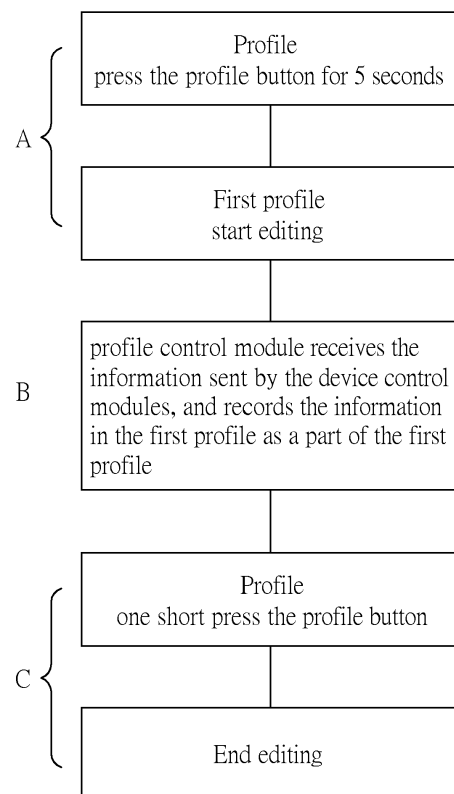 Profile
press the profile button for 5 seconds
A
First profile
start editing
B
profile control module receives the
information sent by the device control
modules, and records the information
in the first profile as a part of the first
profile
Profile
one short press the profile button
C
End editing